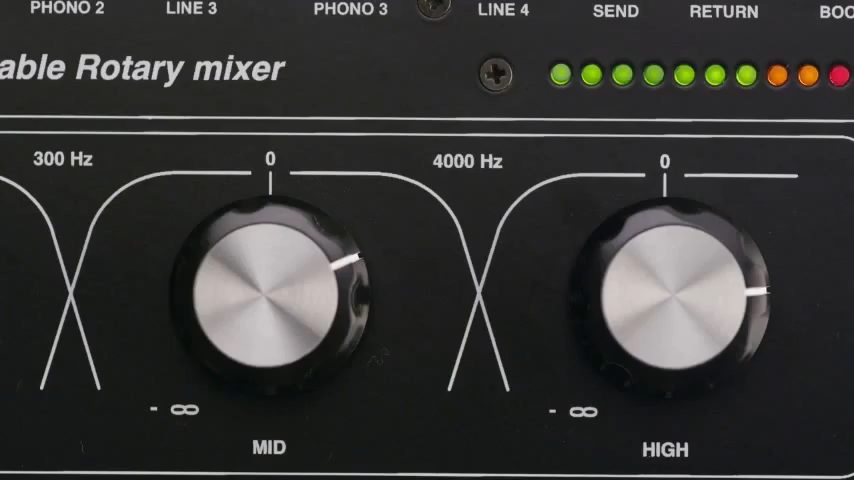 PHONO 2 LINE 3 PHONO 3 LINE 4 SEND RETURN
able Rotary mixer
300 Hz 0 4000 Hz 0
- ∞ - ∞
MID HIGH